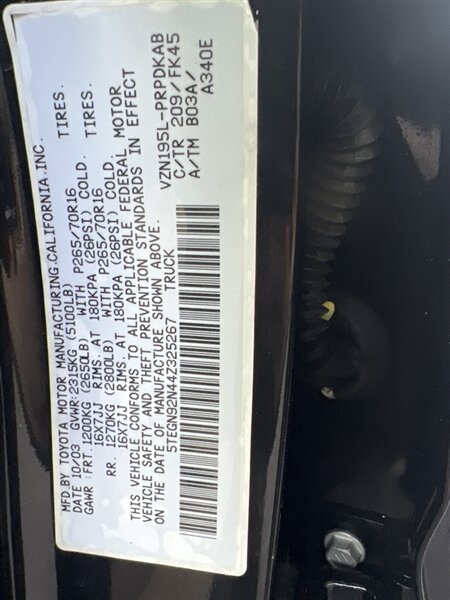 MFD.BY TOYOTA MOTOR MANUFACTURING,CALIFORNIA,INC.
DATE 10/03 GVWR:2315KG (5100LB)
GAWR:FRT.1200KG (2650LB) WITH P265/70R16 TIRES.
16X7JJ RIMS.AT 180KPA (26PSI) COLD.
RR. 1270KG (2800LB) WITH P265/70R16 TIRES.
16X7JJ RIMS.AT 180KPA (26PSI) COLD.
THIS VEHICLE CONFORMS TO ALL APPLICABLE FEDERAL MOTOR
VEHICLE SAFETY AND THEFT PREVENTION STANDARDS IN EFFECT
ON THE DATE OF MANUFACTURE SHOWN ABOVE.
5TEGN92N44Z325267 TRUCK
VZN195L-PRPDKAB
C/TR 209/FK45
A/TM B03A/
A340E